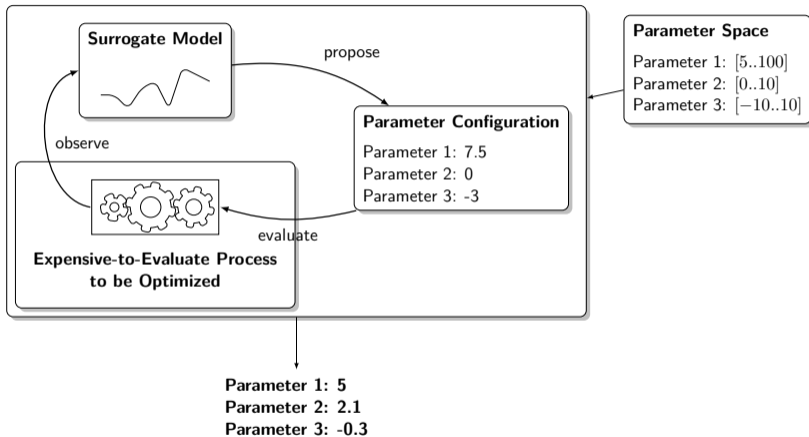 Surrogate Model
propose
Parameter Space
Parameter 1: [5..100]
Parameter 2: [0..10]
Parameter 3: [−10..10]
Parameter Configuration
Parameter 1: 7.5
Parameter 2: 0
Parameter 3: -3
observe
evaluate
Expensive-to-Evaluate Process
to be Optimized
Parameter 1: 5
Parameter 2: 2.1
Parameter 3: -0.3